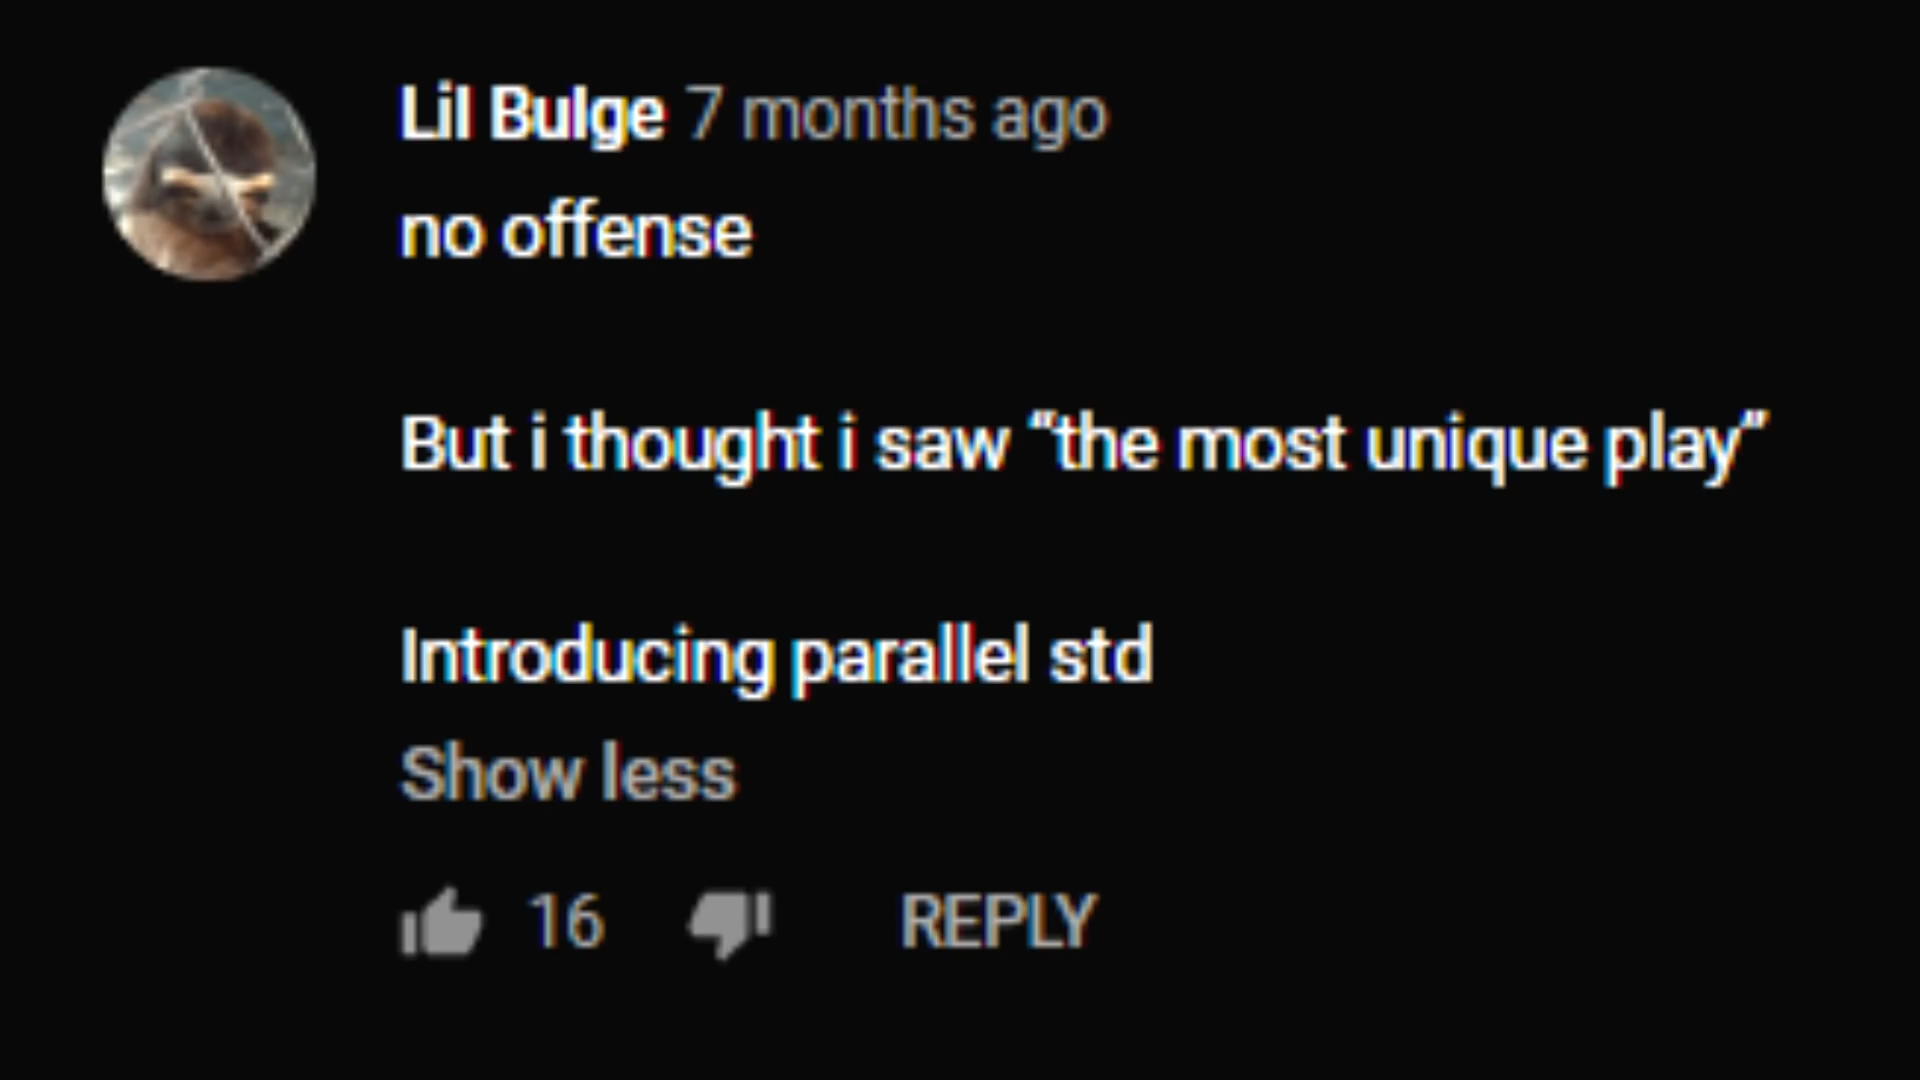 Lil Bulge 7 months ago
no offense
But i thought i saw “the most unique play”
Introducing parallel std
Show less
16 REPLY